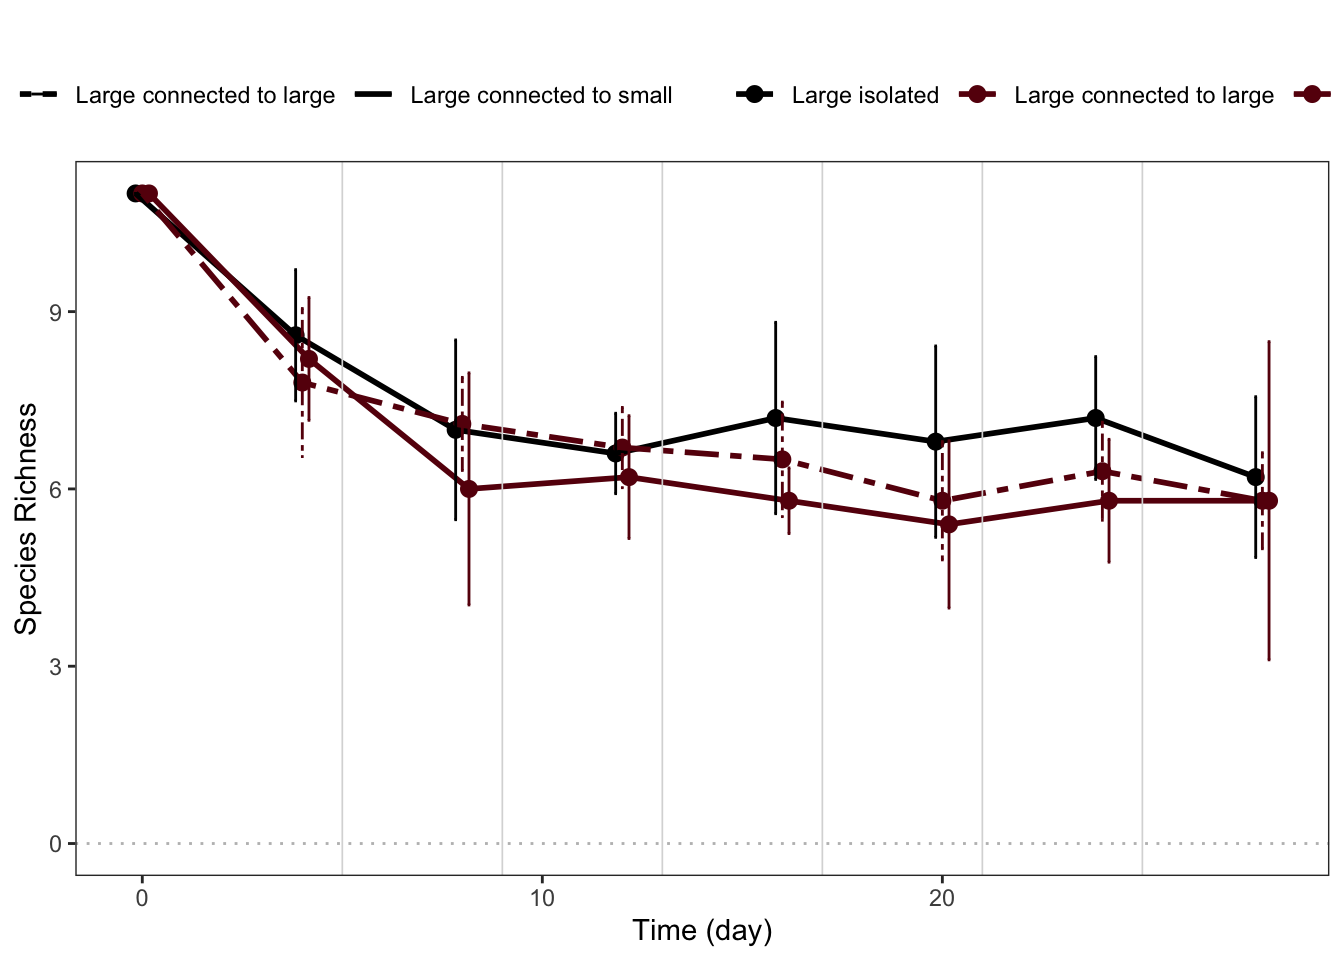 Large connected to large Large connected to small Large isolated Large connected to large
9
6
3
0
Species Richness
0 10 20
Time (day)